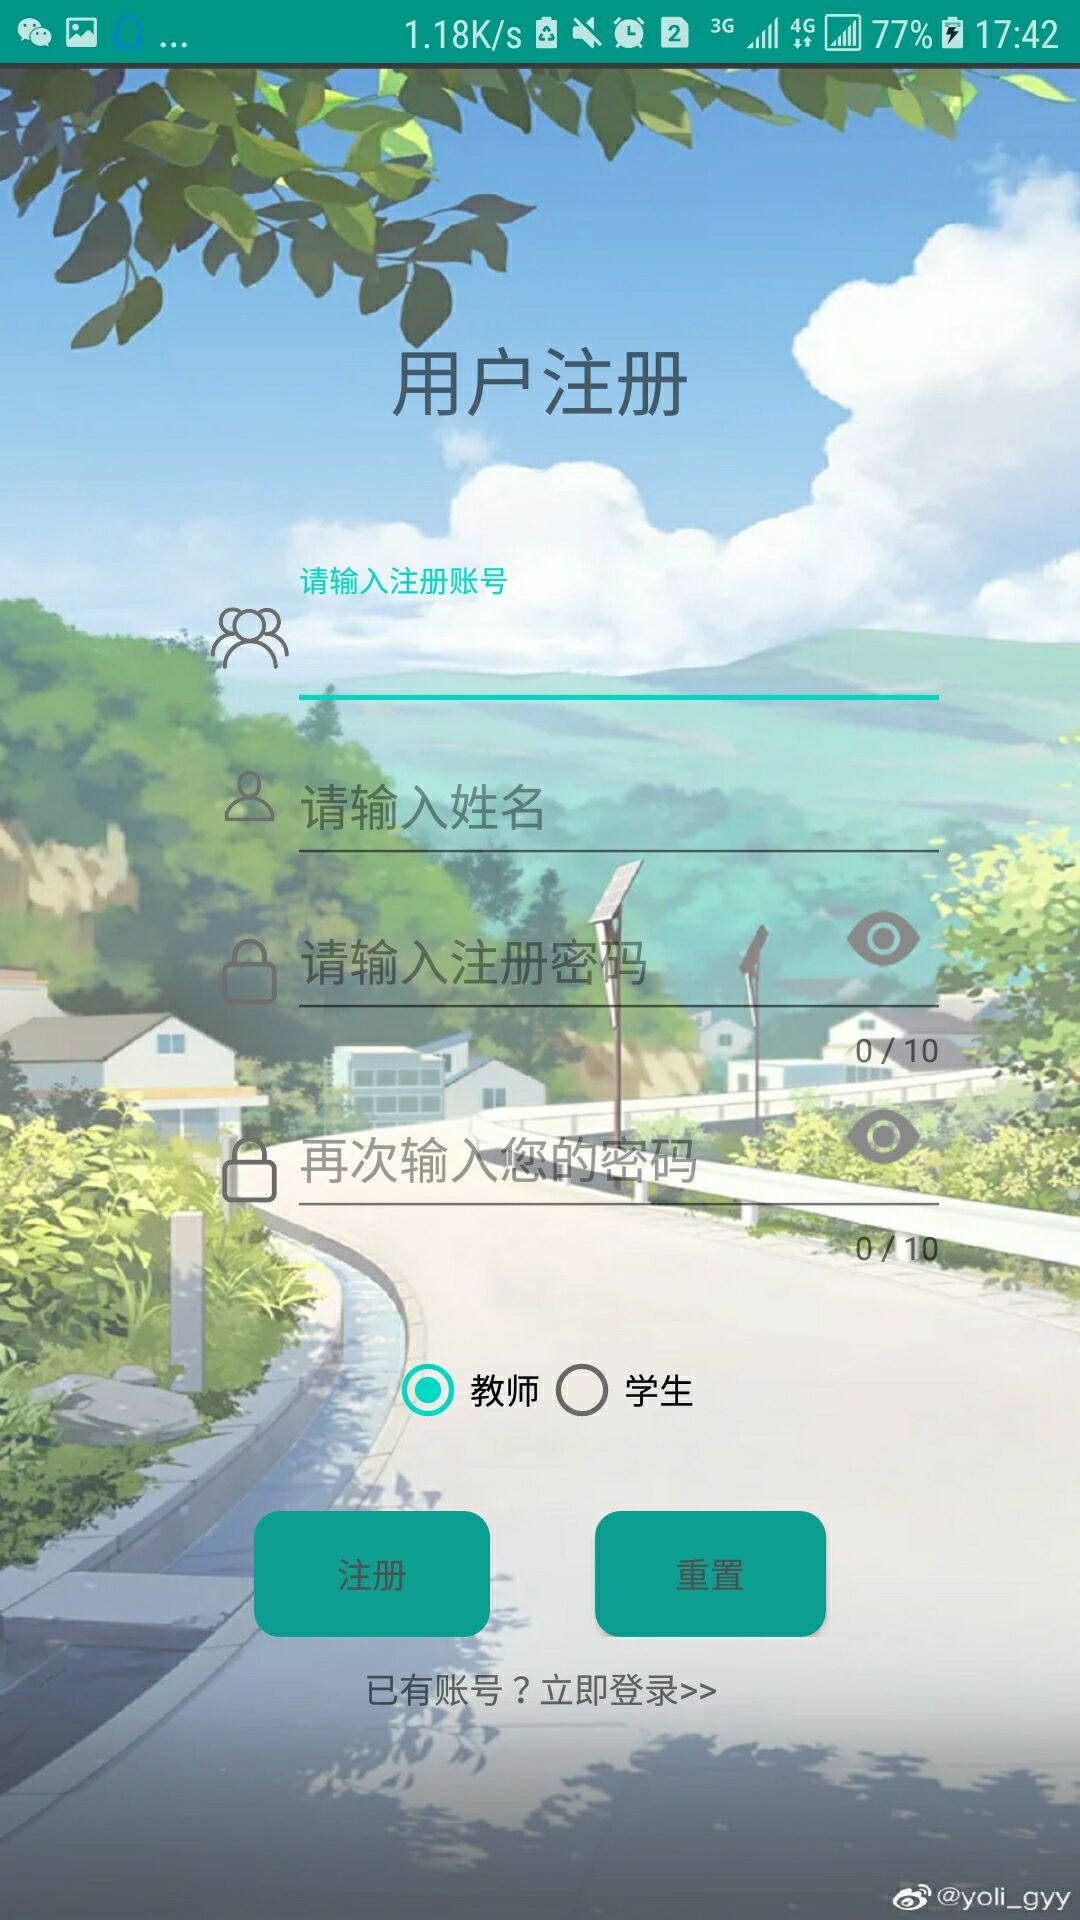 ... 1.18K/s 2 3G 4G 77% 17:42
用户注册
请输入注册账号
请输入姓名
请输入注册密码
0 / 10
再次输入您的密码
0 / 10
教师 学生
注册 重置
已有账号？立即登录>>
@yoli_gyy